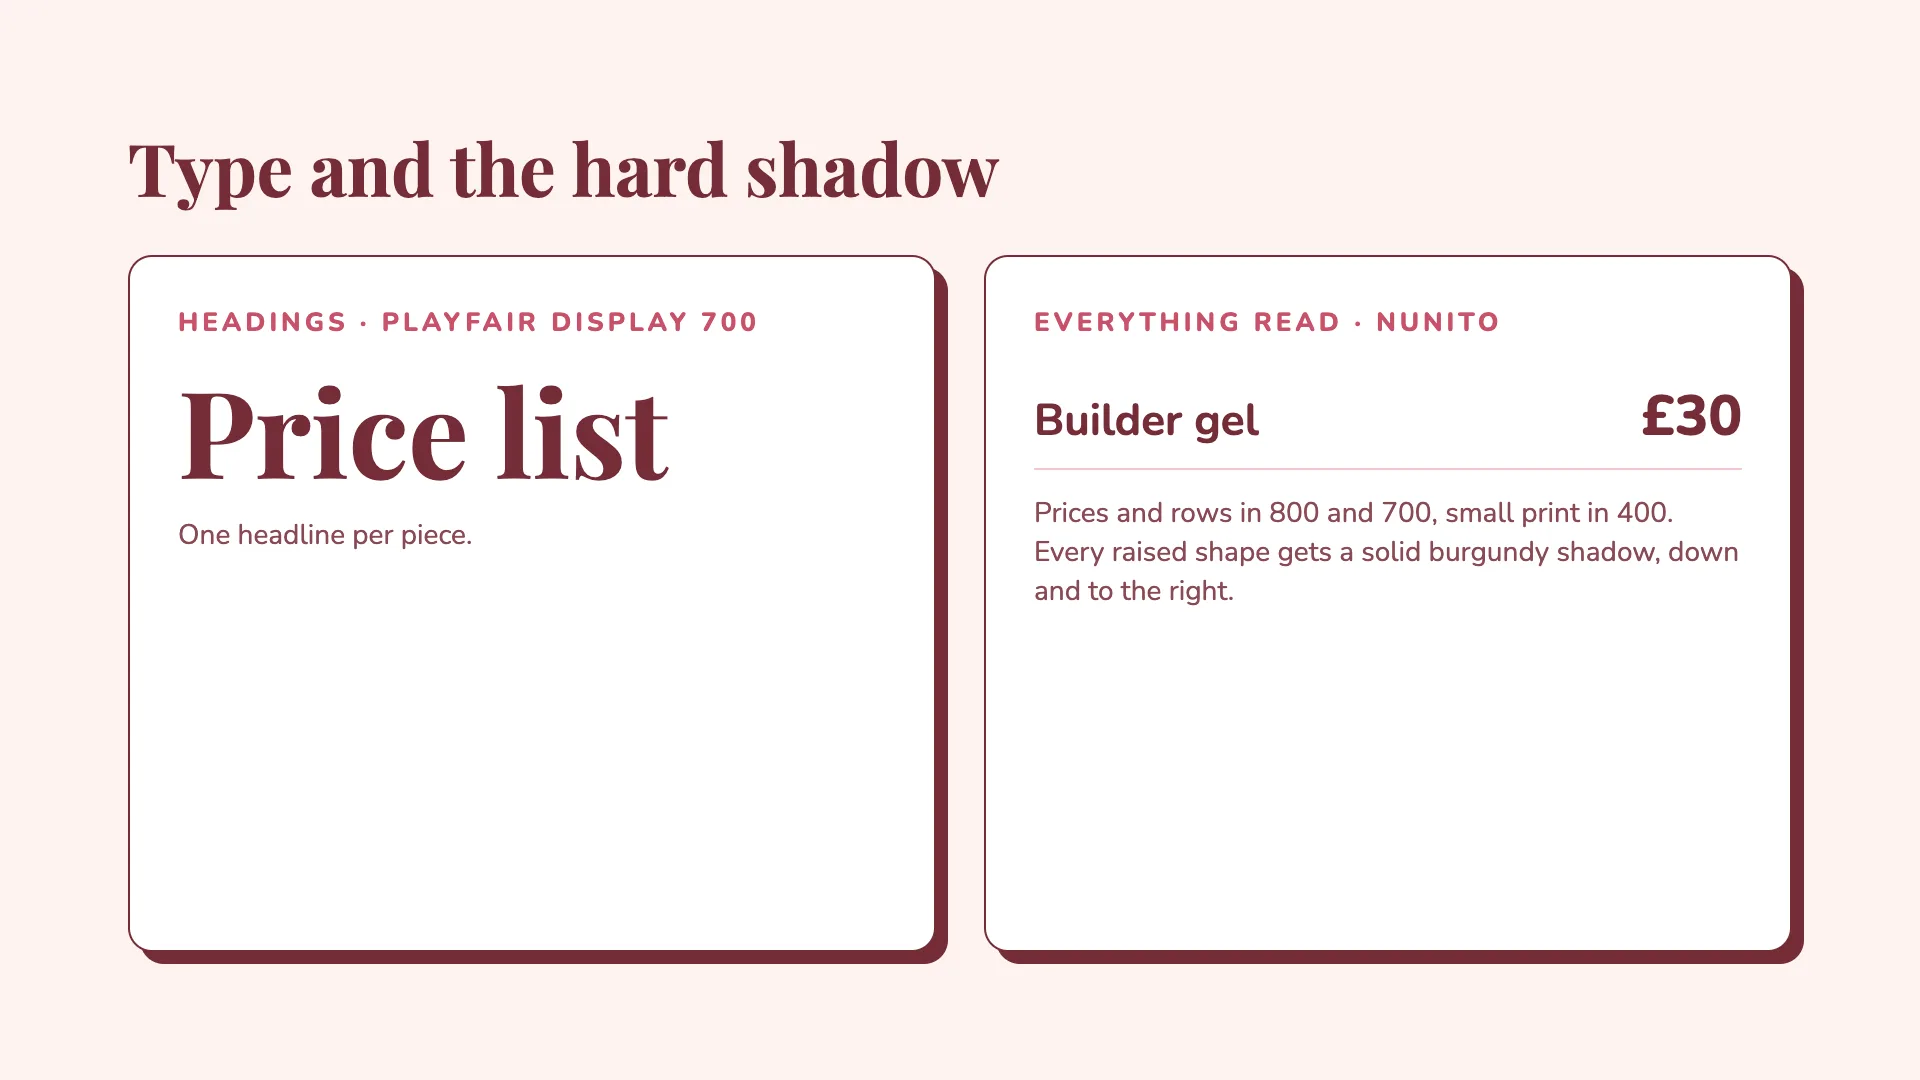 Type and the hard shadow
HEADINGS · PLAYFAIR DISPLAY 700
Price list
One headline per piece.
EVERYTHING READ · NUNITO
Builder gel £30
Prices and rows in 800 and 700, small print in 400.
Every raised shape gets a solid burgundy shadow, down
and to the right.